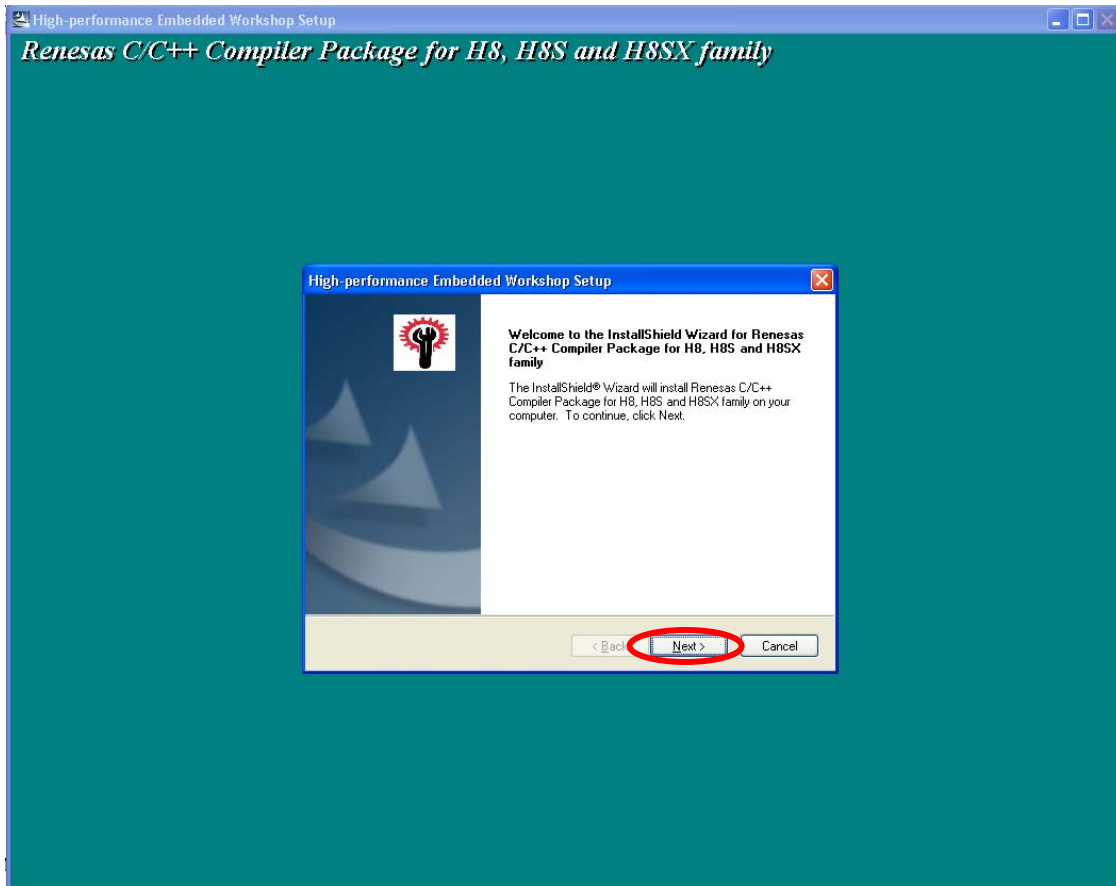 High-performance Embedded Workshop Setup
Renesas C/C++ Compiler Package for H8, H8S and H8SX family
High-performance Embedded Workshop Setup
Welcome to the InstallShield Wizard for Renesas
C/C++ Compiler Package for H8, H8S and H8SX
family
The InstallShield® Wizard will install Renesas C/C++
Compiler Package for H8, H8S and H8SX family on your
computer. To continue, click Next.
< Back Next > Cancel